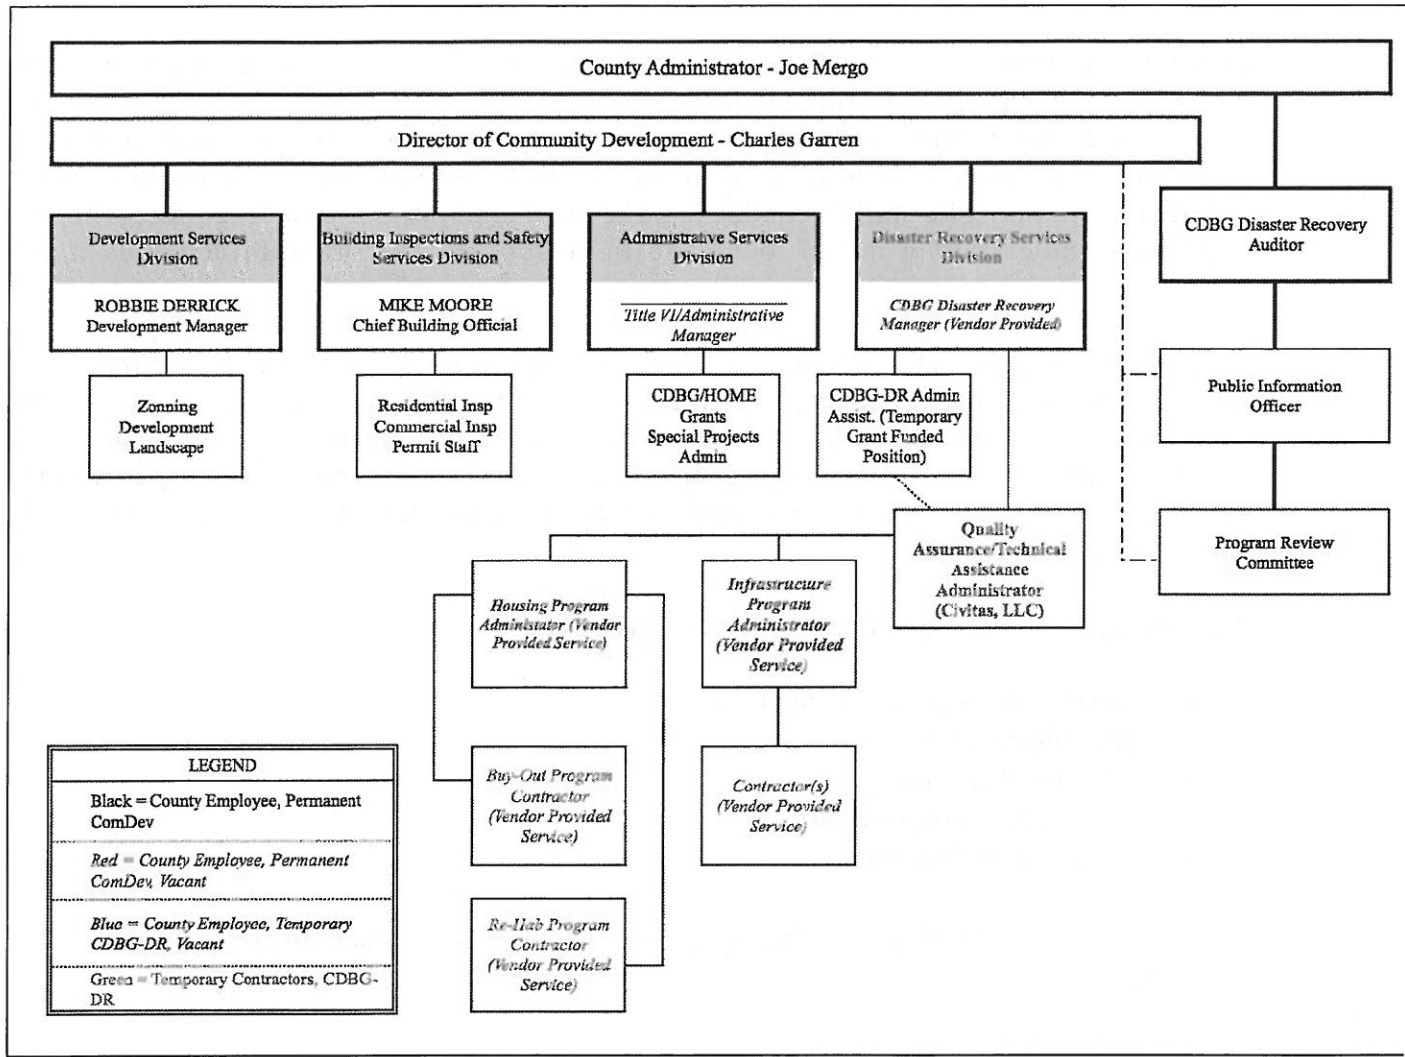 County Administrator - Joe Mergo
Director of Community Development - Charles Garren
Development Services
Division
ROBBIE DERRICK
Development Manager
Building Inspections and Safety
Services Division
MIKE MOORE
Chief Building Official
Administrative Services
Division
Title VI/Administrative
Manager
Disaster Recovery Services
Division
CDBG Disaster Recovery
Manager (Vendor Provided)
CDBG Disaster Recovery
Auditor
Zonning
Development
Landscape
Residential Insp
Commercial Insp
Permit Staff
CDBG/HOME
Grants
Special Projects
Admin
CDBG-DR Admin
Assist. (Temporary
Grant Funded
Position)
Public Information
Officer
Quality
Assurance/Technical
Assistance
Administrator
(Civitas, LLC)
Program Review
Committee
Housing Program
Administator (Vendor
Provided Service)
Infrastrucure
Program
Administrator
(Vendor Provided
Service)
Buy-Out Program
Contractor
(Vendor Provided
Service)
Contractor(s)
(Vendor Provided
Service)
Re-Hab Program
Contractor
(Vendor Provided
Service)
LEGEND
Black = County Employee, Permanent
ComDev
Red = County Employee, Permanent
ComDev, Vacant
Blue = County Employee, Temporary
CDBG-DR, Vacant
Green = Temporary Contractors, CDBG-
DR